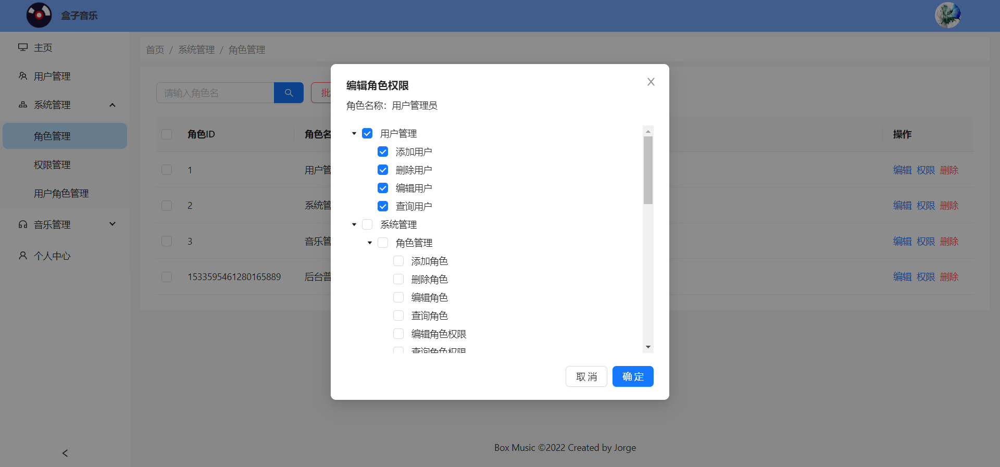 盒子音乐
主页
用户管理
系统管理
角色管理
权限管理
用户角色管理
音乐管理
个人中心
首页 / 系统管理 / 角色管理
请输入角色名
批
角色ID 角色名 操作
1 用户管 编辑 权限 删除
2 系统管 编辑 权限 删除
3 音乐管 编辑 权限 删除
1533595461280165889 后台普 编辑 权限 删除
编辑角色权限
角色名称：用户管理员
用户管理
添加用户
删除用户
编辑用户
查询用户
系统管理
角色管理
添加角色
删除角色
编辑角色
查询角色
编辑角色权限
查询角色权限
取 消 确 定
Box Music ©2022 Created by Jorge